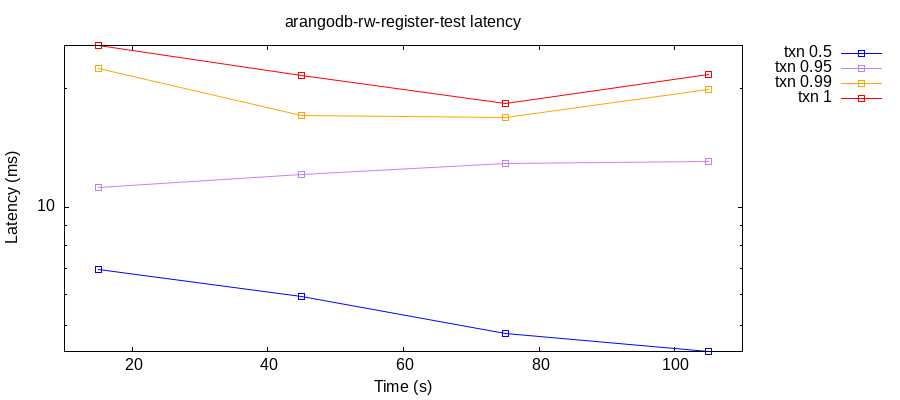 arangodb-rw-register-test latency
txn 0.5
txn 0.95
txn 0.99
txn 1
Latency (ms)
10
20 40 60 80 100
Time (s)